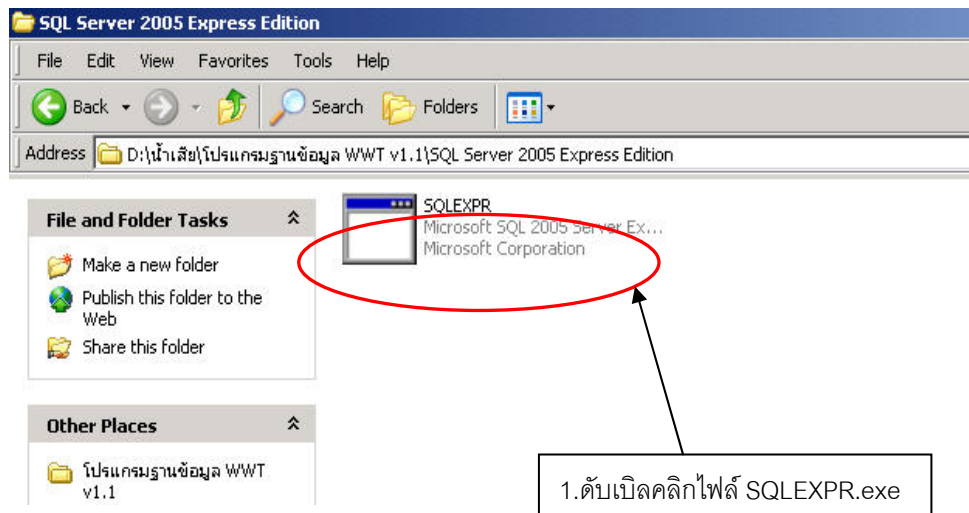 SQL Server 2005 Express Edition
File Edit View Favorites Tools Help
Back Search Folders
Address D:\น้ำเสีย\โปรแกรมฐานข้อมูล WWT v1.1\SQL Server 2005 Express Edition
File and Folder Tasks
Make a new folder
Publish this folder to the
Web
Share this folder
Other Places
โปรแกรมฐานข้อมูล WWT
v1.1
SQLEXPR
Microsoft SQL 2005 Server Ex...
Microsoft Corporation
1.ดับเบิลคลิกไฟล์ SQLEXPR.exe